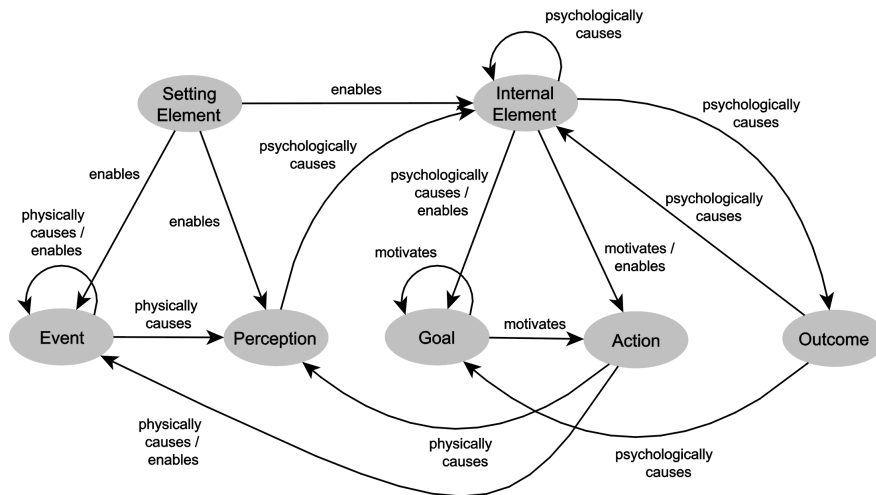 psychologically
causes
Setting
Element
enables
Internal
Element
psychologically
causes
psychologically
causes
enables
psychologically
causes /
enables
psychologically
causes
physically
causes /
enables
enables
motivates
motivates /
enables
physically
causes
motivates
Event
Perception
Goal
Action
Outcome
physically
causes /
enables
physically
causes
psychologically
causes